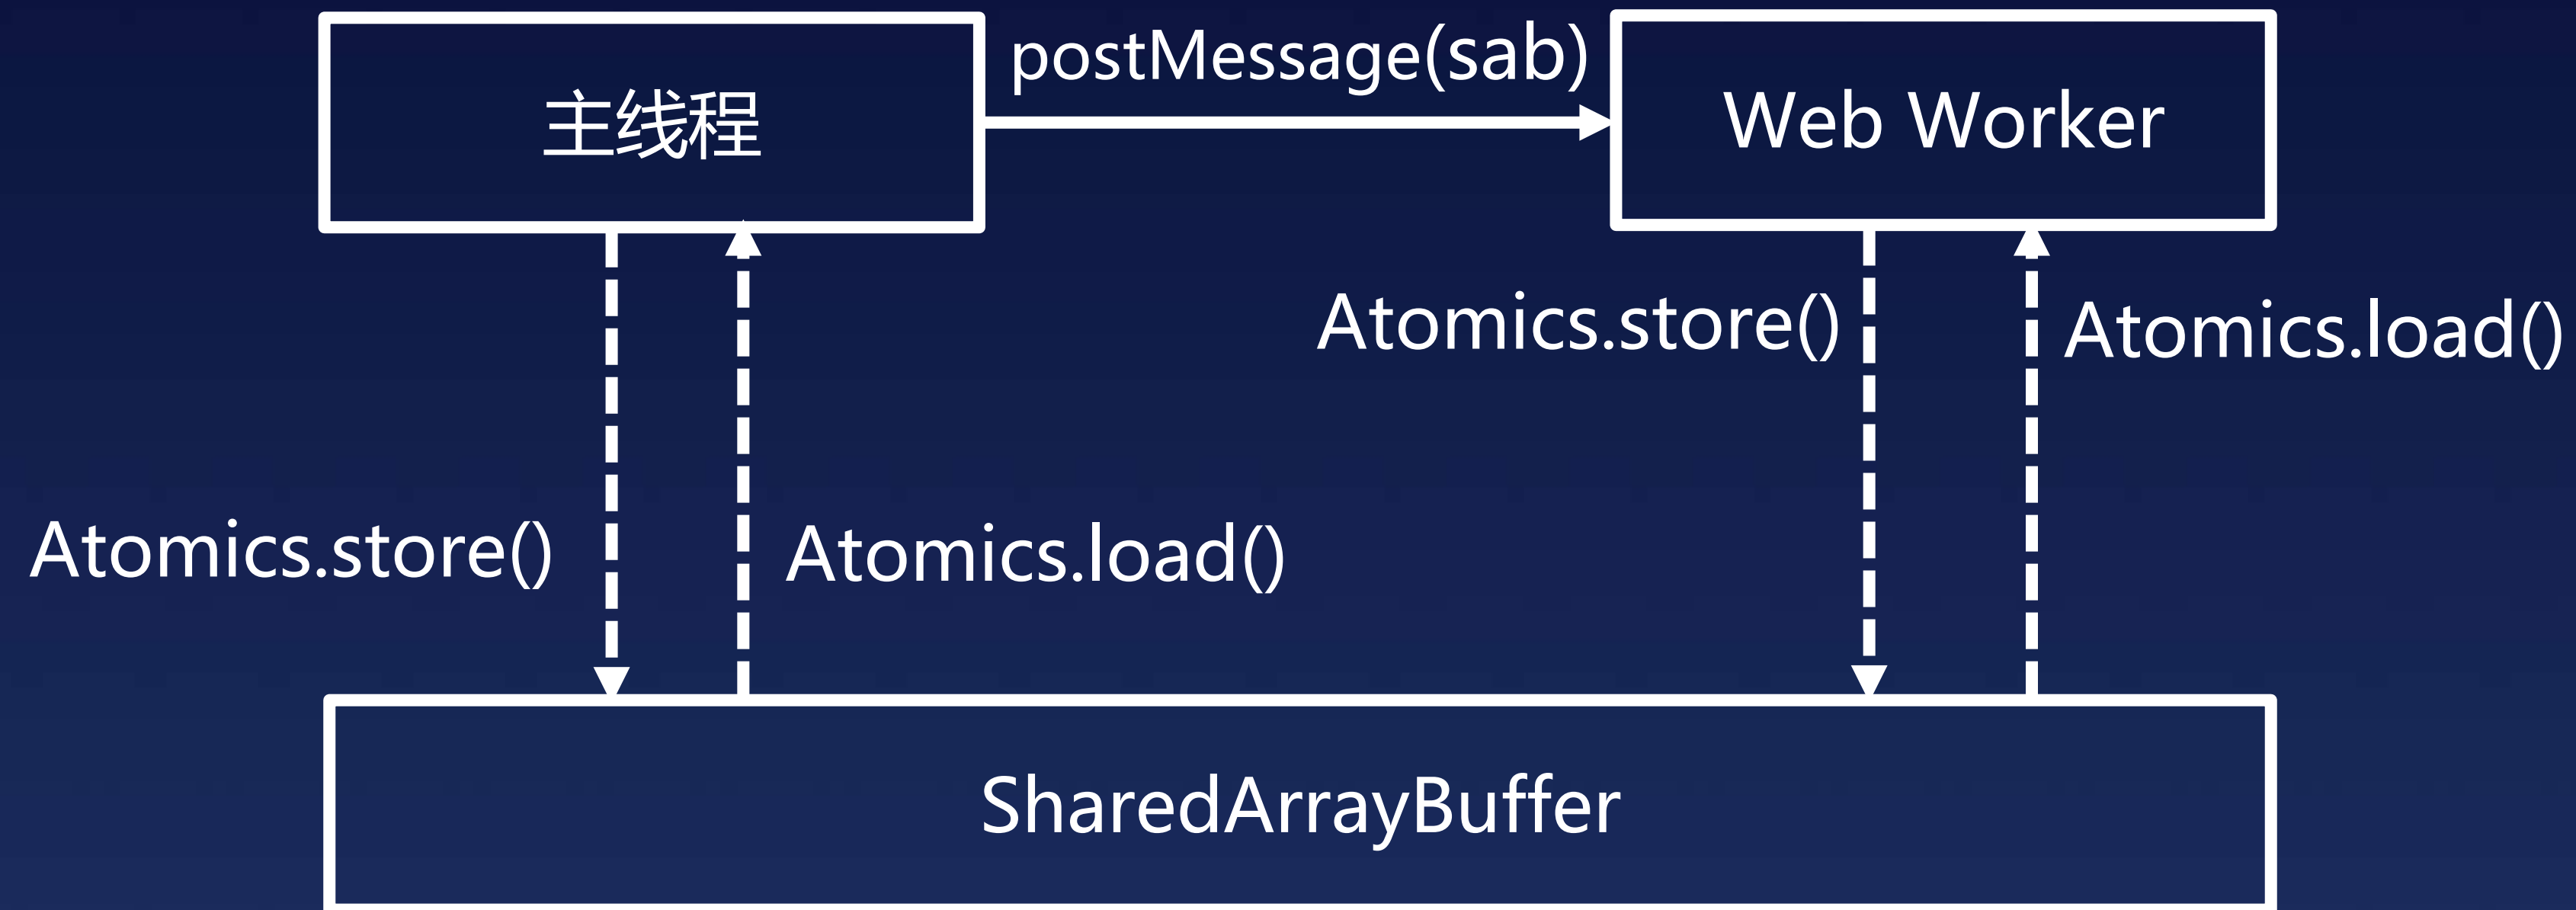 postMessage(sab)
主线程
Web Worker
Atomics.store()
Atomics.load()
Atomics.store()
Atomics.load()
SharedArrayBuffer